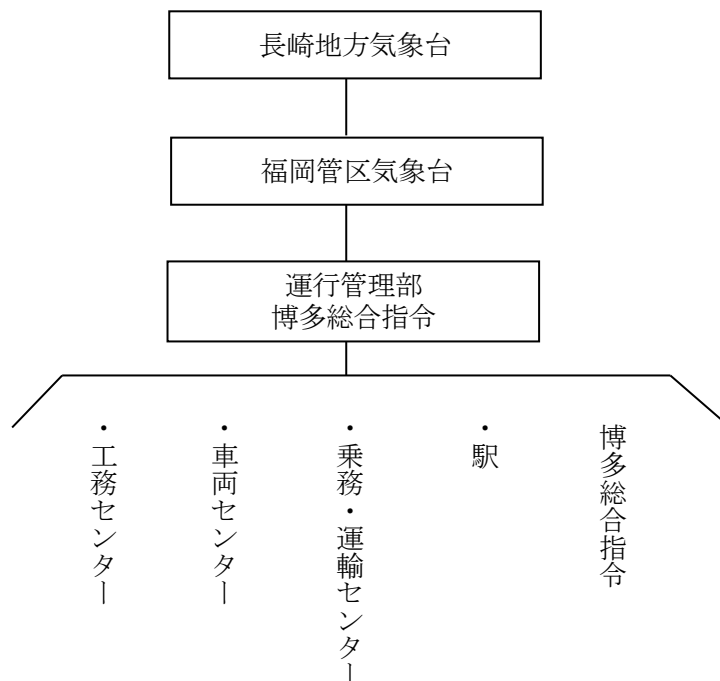 長崎地方気象台
福岡管区気象台
運行管理部
博多総合指令
博多総合指令
・駅
・乗務・運輸センター
・車両センター
・工務センター